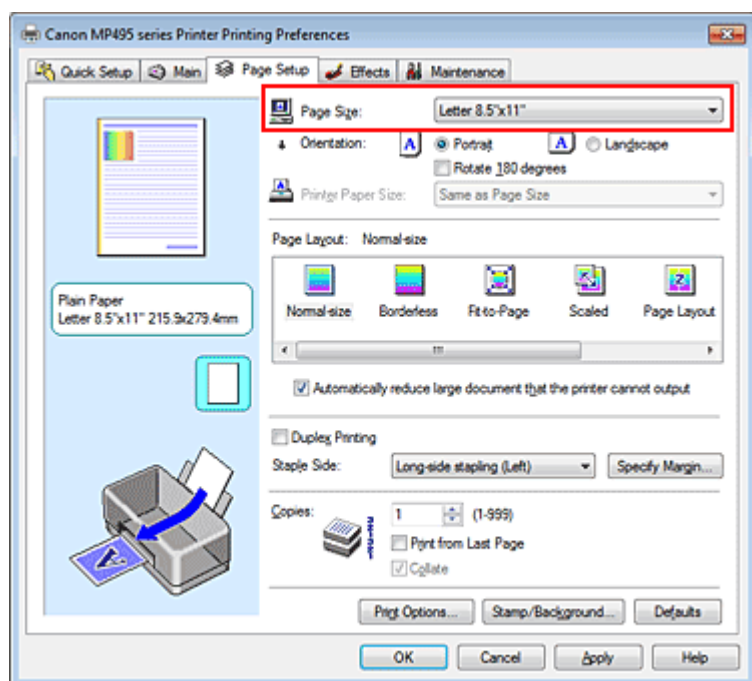 Canon MP495 series Printer Printing Preferences
Quick Setup Main Page Setup Effects Maintenance
Page Size: Letter 8.5"x11"
Orientation: A Portrait A Landscape
Rotate 180 degrees
Printer Paper Size: Same as Page Size
Page Layout: Normal-size
Normal-size Borderless Fit-to-Page Scaled Page Layout
Plain Paper
Letter 8.5"x11" 215.9x279.4mm
Automatically reduce large document that the printer cannot output
Duplex Printing
Staple Side: Long-side stapling (Left) Specify Margin...
Copies: 1 (1-999)
Print from Last Page
Collate
Print Options... Stamp/Background... Defaults
OK Cancel Apply Help